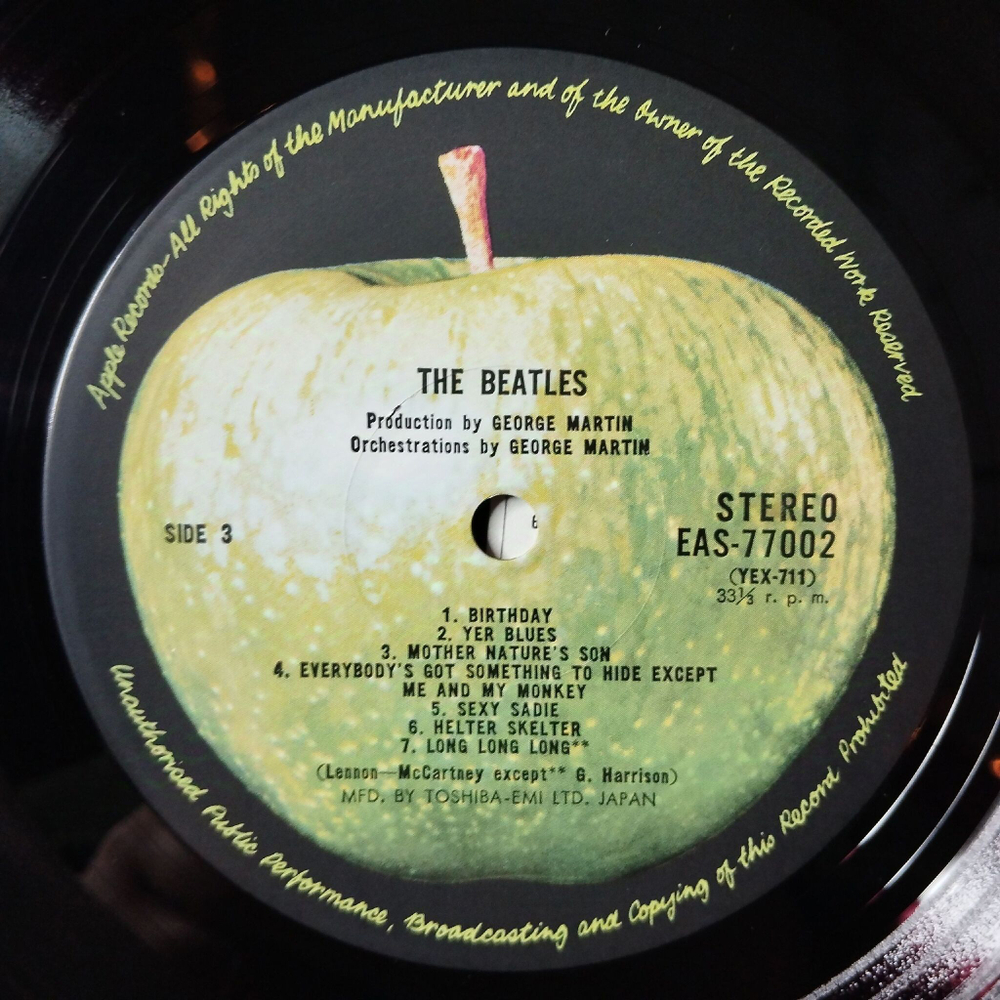 Apple Records—All Rights of the Manufacturer and of the Owner of the Recorded Work Reserved
THE BEATLES
Production by GEORGE MARTIN
Orchestrations by GEORGE MARTIN
SIDE 3
6
STEREO
EAS-77002
(YEX-711)
33⅓ r. p. m.
1. BIRTHDAY
2. YER BLUES
3. MOTHER NATURE'S SON
4. EVERYBODY'S GOT SOMETHING TO HIDE EXCEPT
ME AND MY MONKEY
5. SEXY SADIE
6. HELTER SKELTER
7. LONG LONG LONG**
(Lennon—McCartney except** G. Harrison)
MFD. BY TOSHIBA-EMI LTD. JAPAN
Unauthorised Public Performance, Broadcasting and Copying of this Record Prohibited